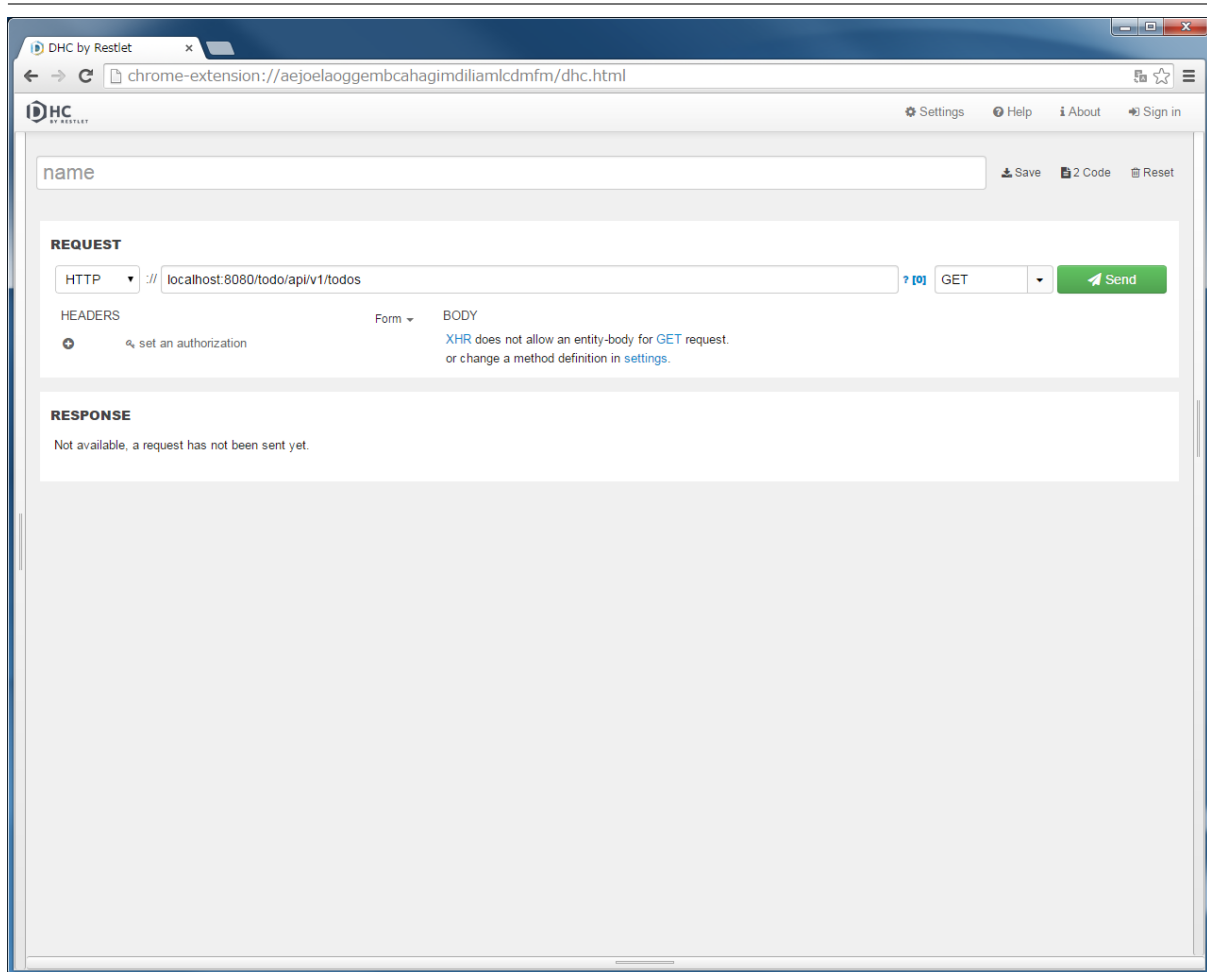 DHC by Restlet
chrome-extension://aejoelaoggembcahagimdiliamlcdmfm/dhc.html
DHC
BY RESTLET
Settings Help About Sign in
name
Save 2 Code Reset
REQUEST
HTTP :// localhost:8080/todo/api/v1/todos ? [0] GET Send
HEADERS Form BODY
set an authorization XHR does not allow an entity-body for GET request.
or change a method definition in settings.
RESPONSE
Not available, a request has not been sent yet.